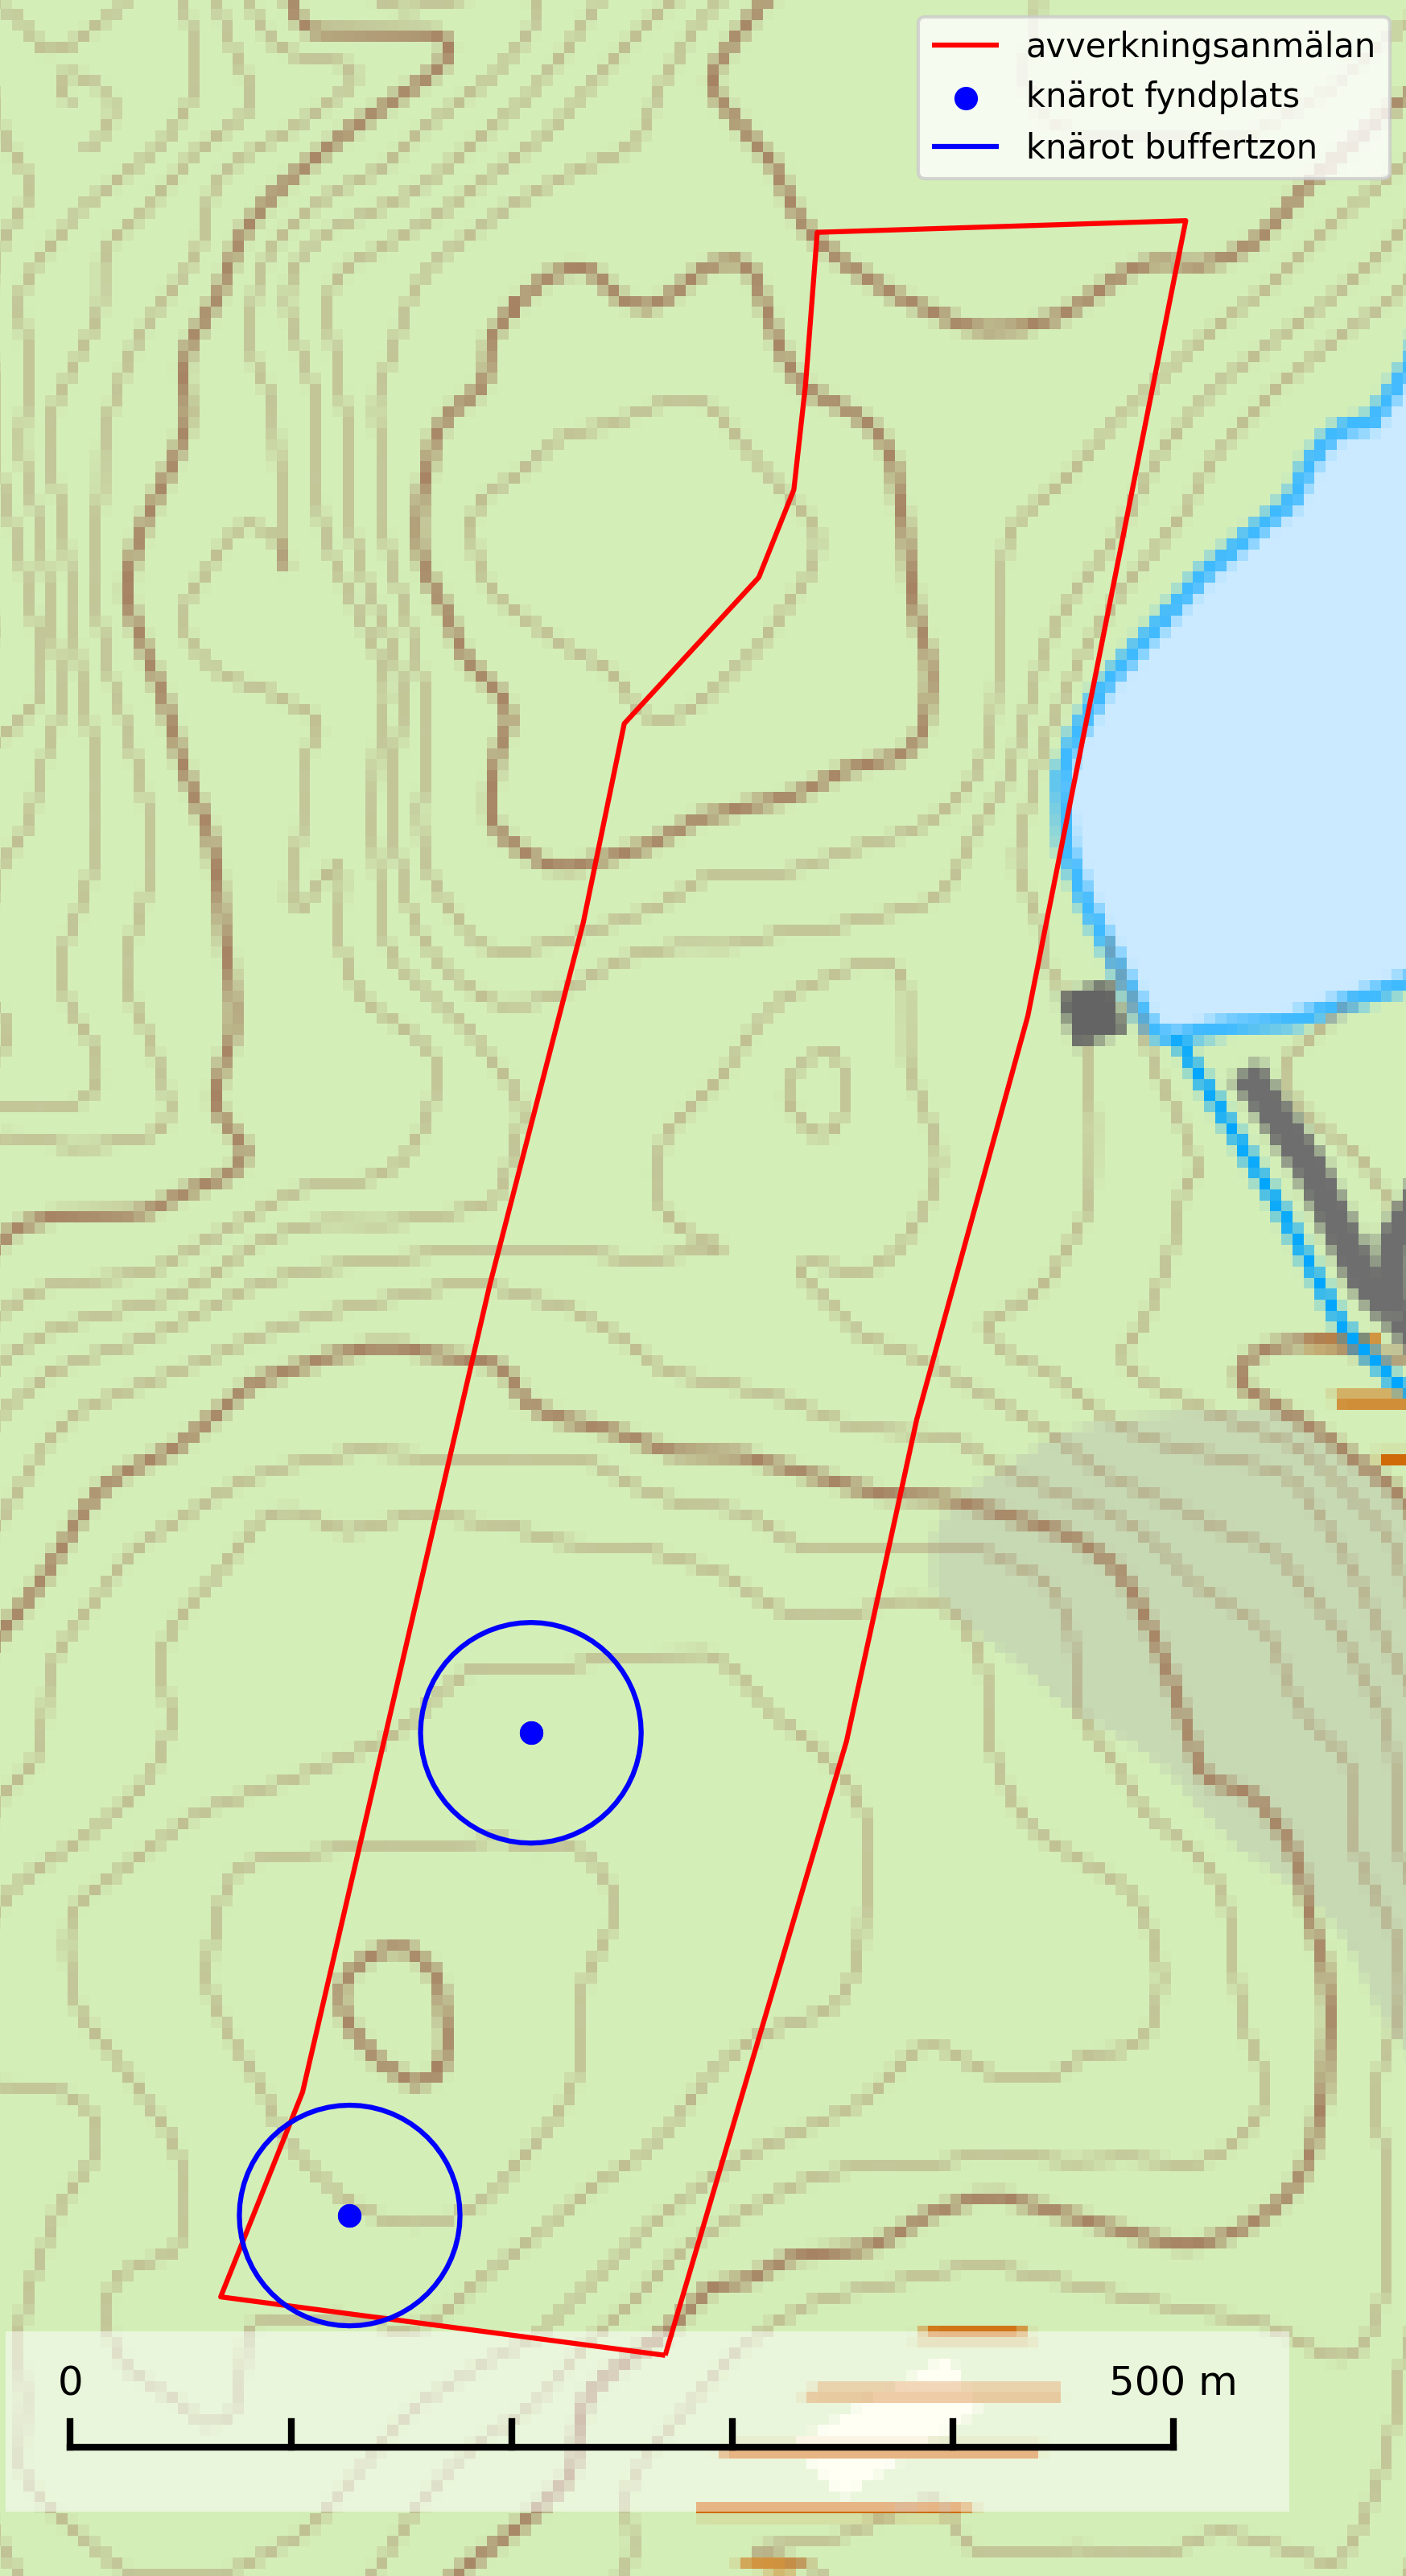 avverkningsanmälan
knärot fyndplats
knärot buffertzon
0 500 m